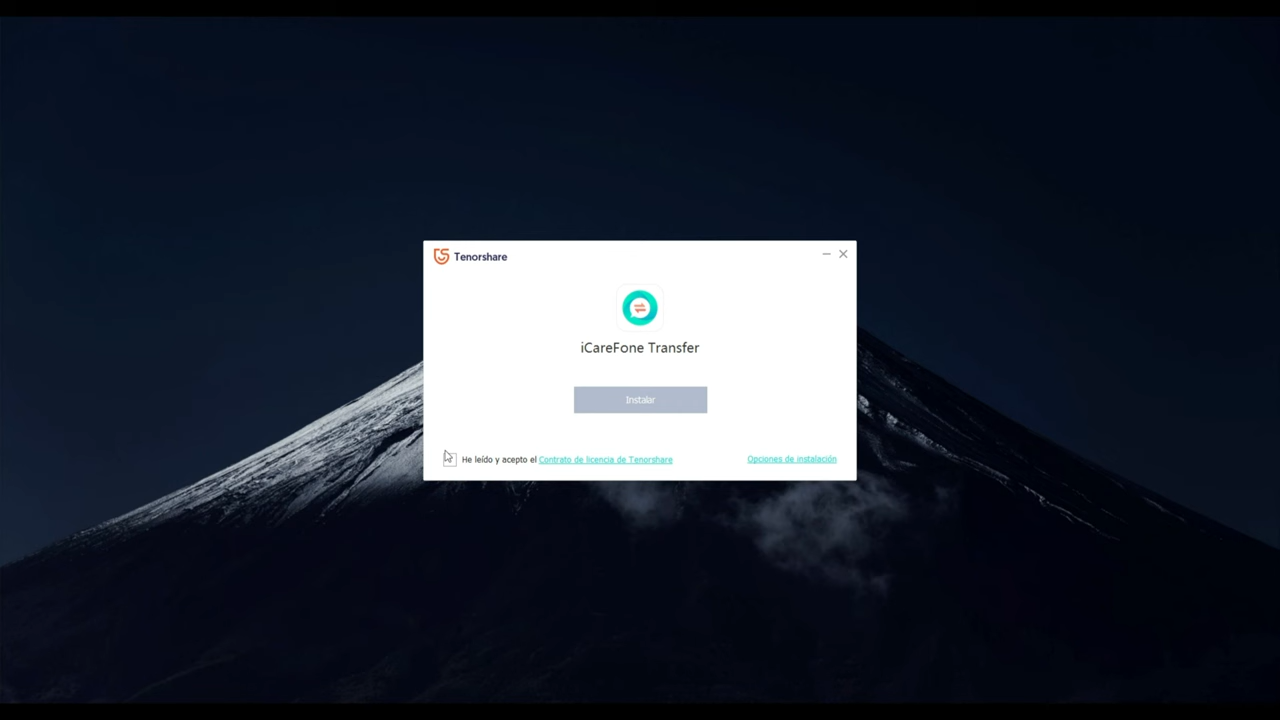 Tenorshare
iCareFone Transfer
Instalar
He leído y acepto el Contrato de licencia de Tenorshare
Opciones de instalación